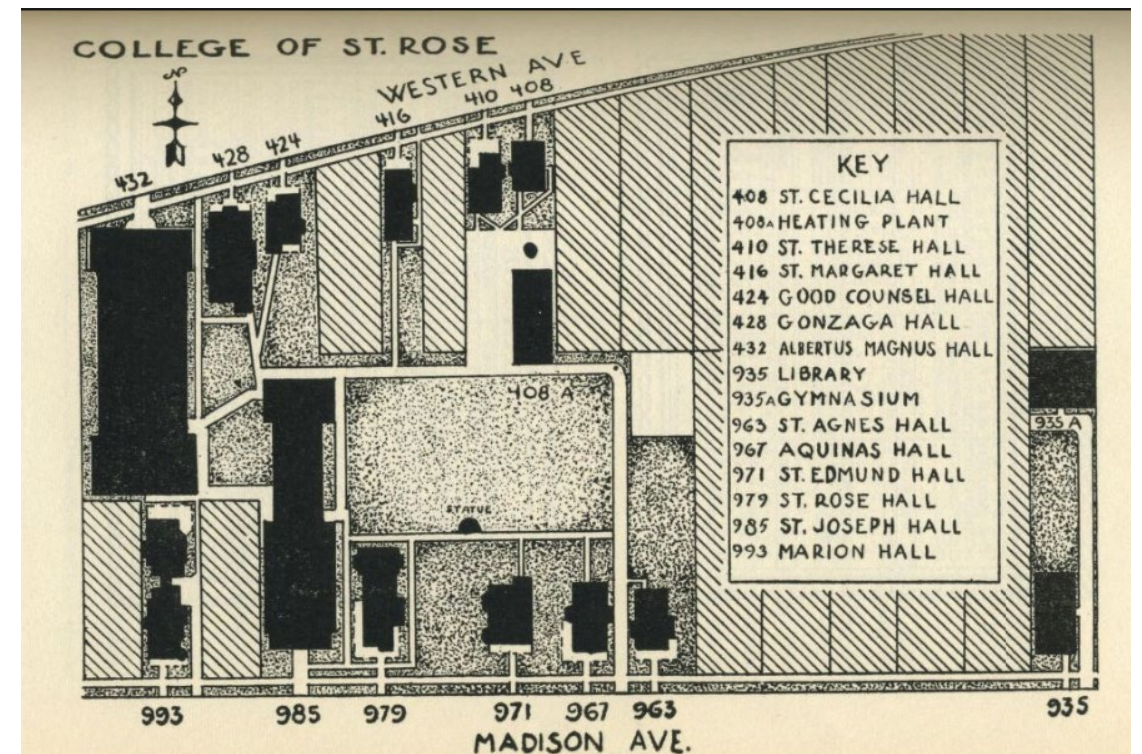 COLLEGE OF ST. ROSE
N
WESTERN AVE
432
428
424
416
410
408
KEY
408 ST. CECILIA HALL
408A HEATING PLANT
410 ST. THERESE HALL
416 ST. MARGARET HALL
424 GOOD COUNSEL HALL
428 GONZAGA HALL
432 ALBERTUS MAGNUS HALL
935 LIBRARY
935A GYMNASIUM
963 ST. AGNES HALL
967 AQUINAS HALL
971 ST. EDMUND HALL
979 ST. ROSE HALL
985 ST. JOSEPH HALL
993 MARION HALL
408 A
935 A
STATUE
993
985
979
971
967
963
935
MADISON AVE.